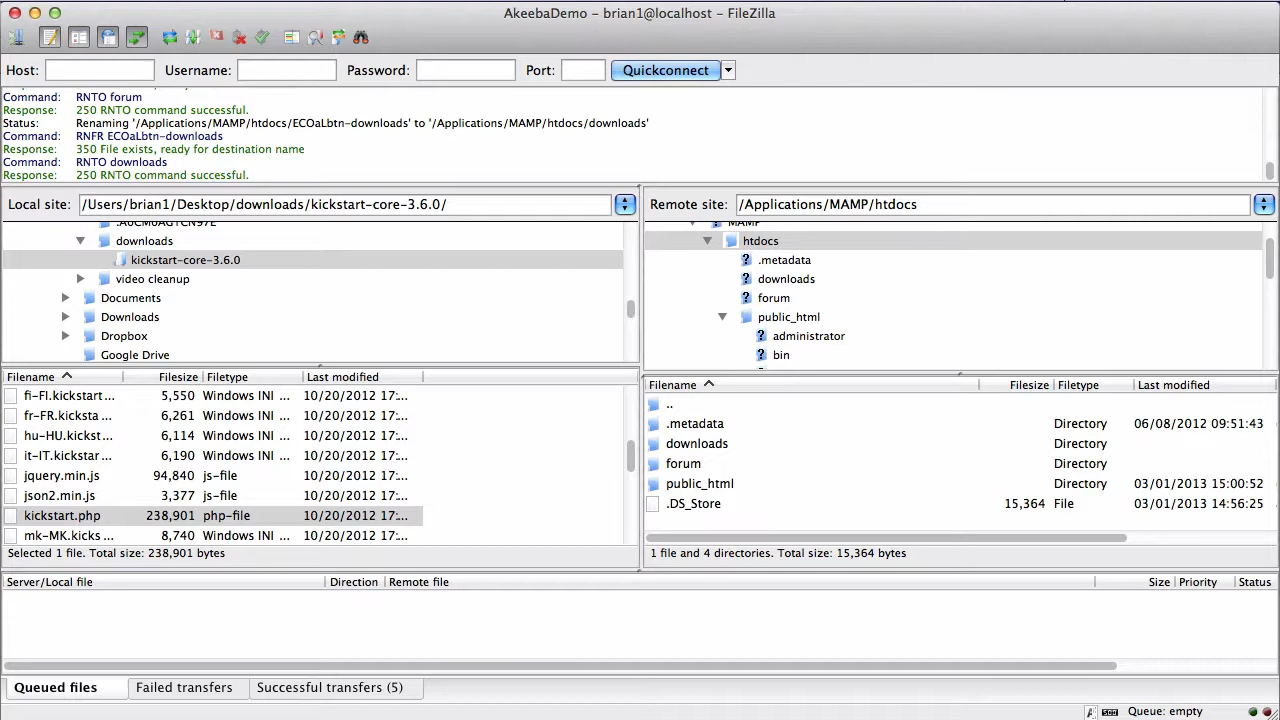 AkeebaDemo - brian1@localhost - FileZilla
Host: Username: Password: Port: Quickconnect
Command: RNTO forum
Response: 250 RNTO command successful.
Status: Renaming '/Applications/MAMP/htdocs/ECOaLbtn-downloads' to '/Applications/MAMP/htdocs/downloads'
Command: RNFR ECOaLbtn-downloads
Response: 350 File exists, ready for destination name
Command: RNTO downloads
Response: 250 RNTO command successful.
Local site: /Users/brian1/Desktop/downloads/kickstart-core-3.6.0/
downloads
kickstart-core-3.6.0
video cleanup
Documents
Downloads
Dropbox
Google Drive
Filename Filesize Filetype Last modified
fi-FI.kickstart... 5,550 Windows INI ... 10/20/2012 17:...
fr-FR.kicksta ... 6,261 Windows INI ... 10/20/2012 17:...
hu-HU.kickst... 6,114 Windows INI ... 10/20/2012 17:...
it-IT.kickstar ... 6,190 Windows INI ... 10/20/2012 17:...
jquery.min.js 94,840 js-file 10/20/2012 17:...
json2.min.js 3,377 js-file 10/20/2012 17:...
kickstart.php 238,901 php-file 10/20/2012 17:...
mk-MK.kicks ... 8,740 Windows INI ... 10/20/2012 17:...
Selected 1 file. Total size: 238,901 bytes
Remote site: /Applications/MAMP/htdocs
MAMP
htdocs
.metadata
downloads
forum
public_html
administrator
bin
Filename Filesize Filetype Last modified
..
.metadata Directory 06/08/2012 09:51:43
downloads Directory
forum Directory
public_html Directory 03/01/2013 15:00:52
.DS_Store 15,364 File 03/01/2013 14:56:25
1 file and 4 directories. Total size: 15,364 bytes
Server/Local file Direction Remote file Size Priority Status
Queued files Failed transfers Successful transfers (5)
Queue: empty